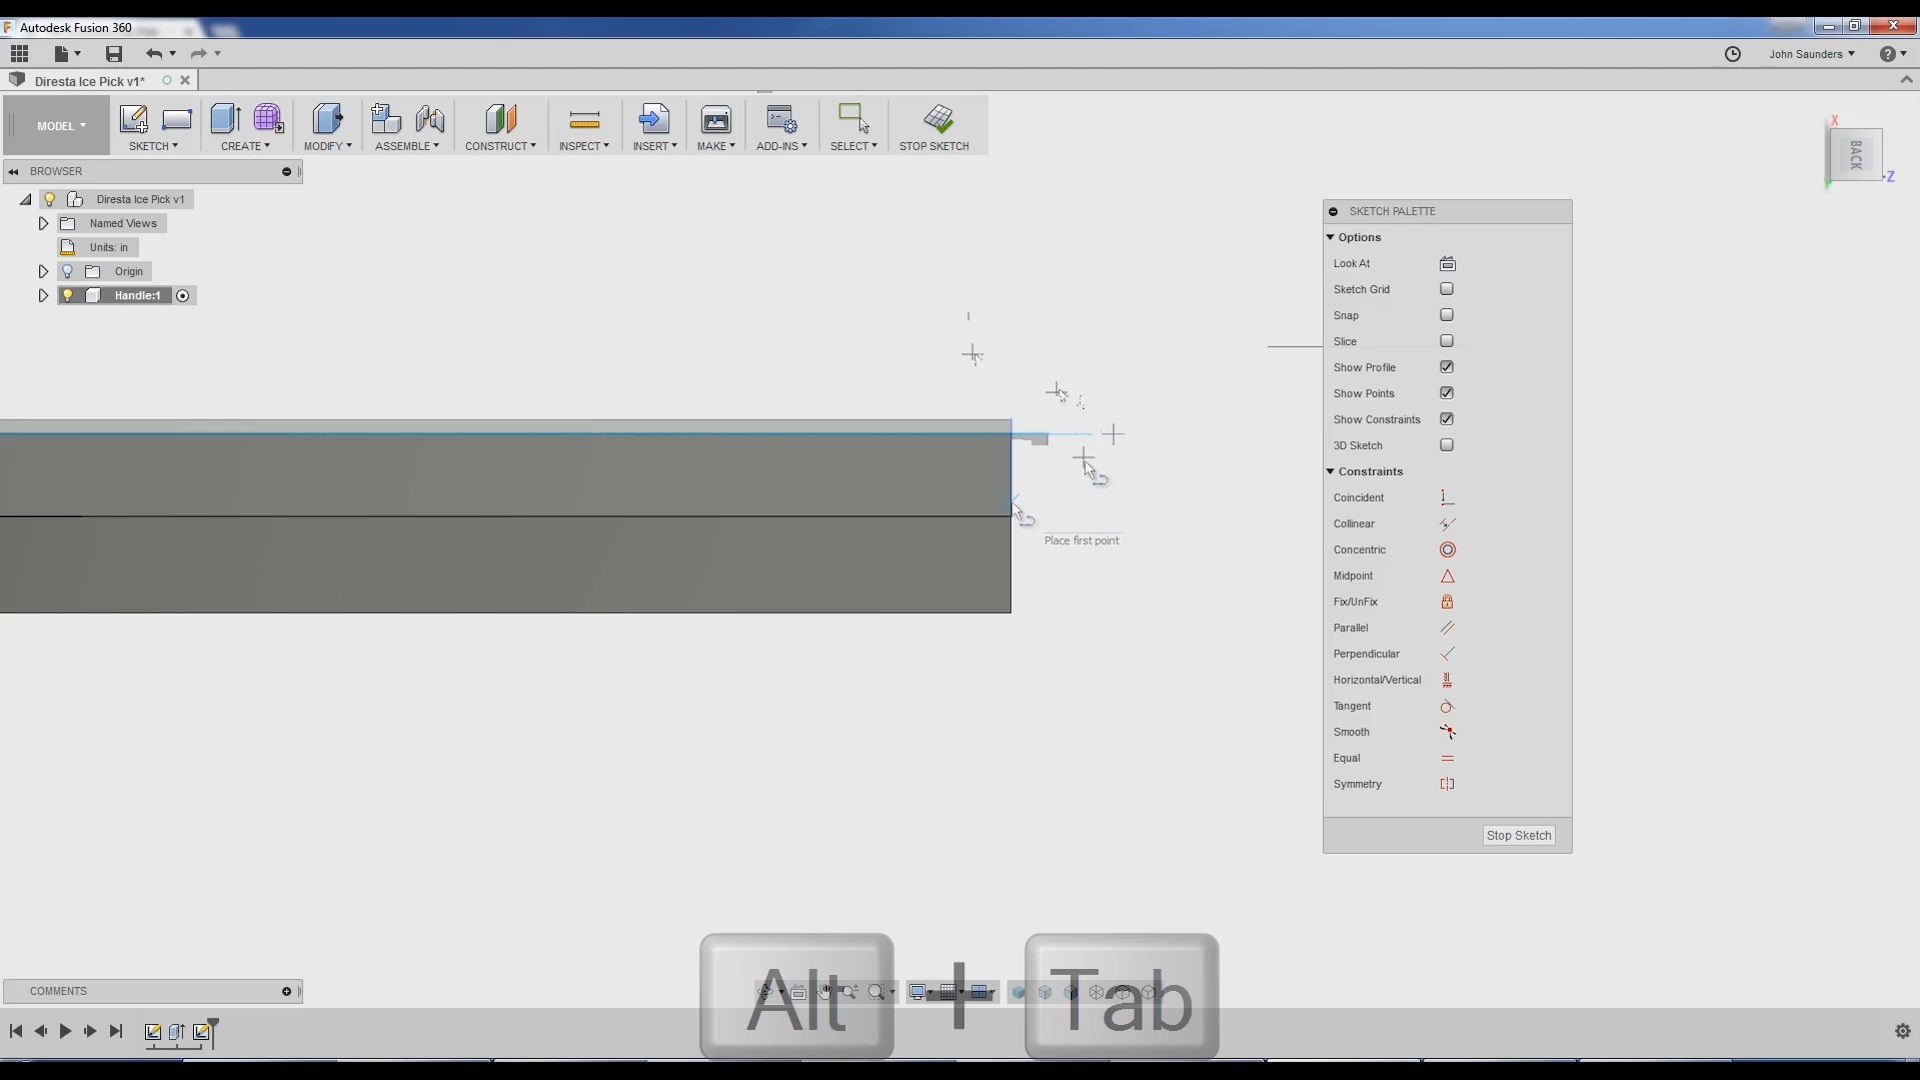 Autodesk Fusion 360
John Saunders
Diresta Ice Pick v1*
MODEL
SKETCH
CREATE
MODIFY
ASSEMBLE
CONSTRUCT
INSPECT
INSERT
MAKE
ADD-INS
SELECT
STOP SKETCH
X
BACK
-Z
BROWSER
Diresta Ice Pick v1
Named Views
Units: in
Origin
Handle:1
SKETCH PALETTE
Options
Look At
Sketch Grid
Snap
Slice
Show Profile
Show Points
Show Constraints
3D Sketch
Constraints
Coincident
Collinear
Concentric
Midpoint
Fix/UnFix
Parallel
Perpendicular
Horizontal/Vertical
Tangent
Smooth
Equal
Symmetry
Stop Sketch
Place first point
Alt + Tab
COMMENTS